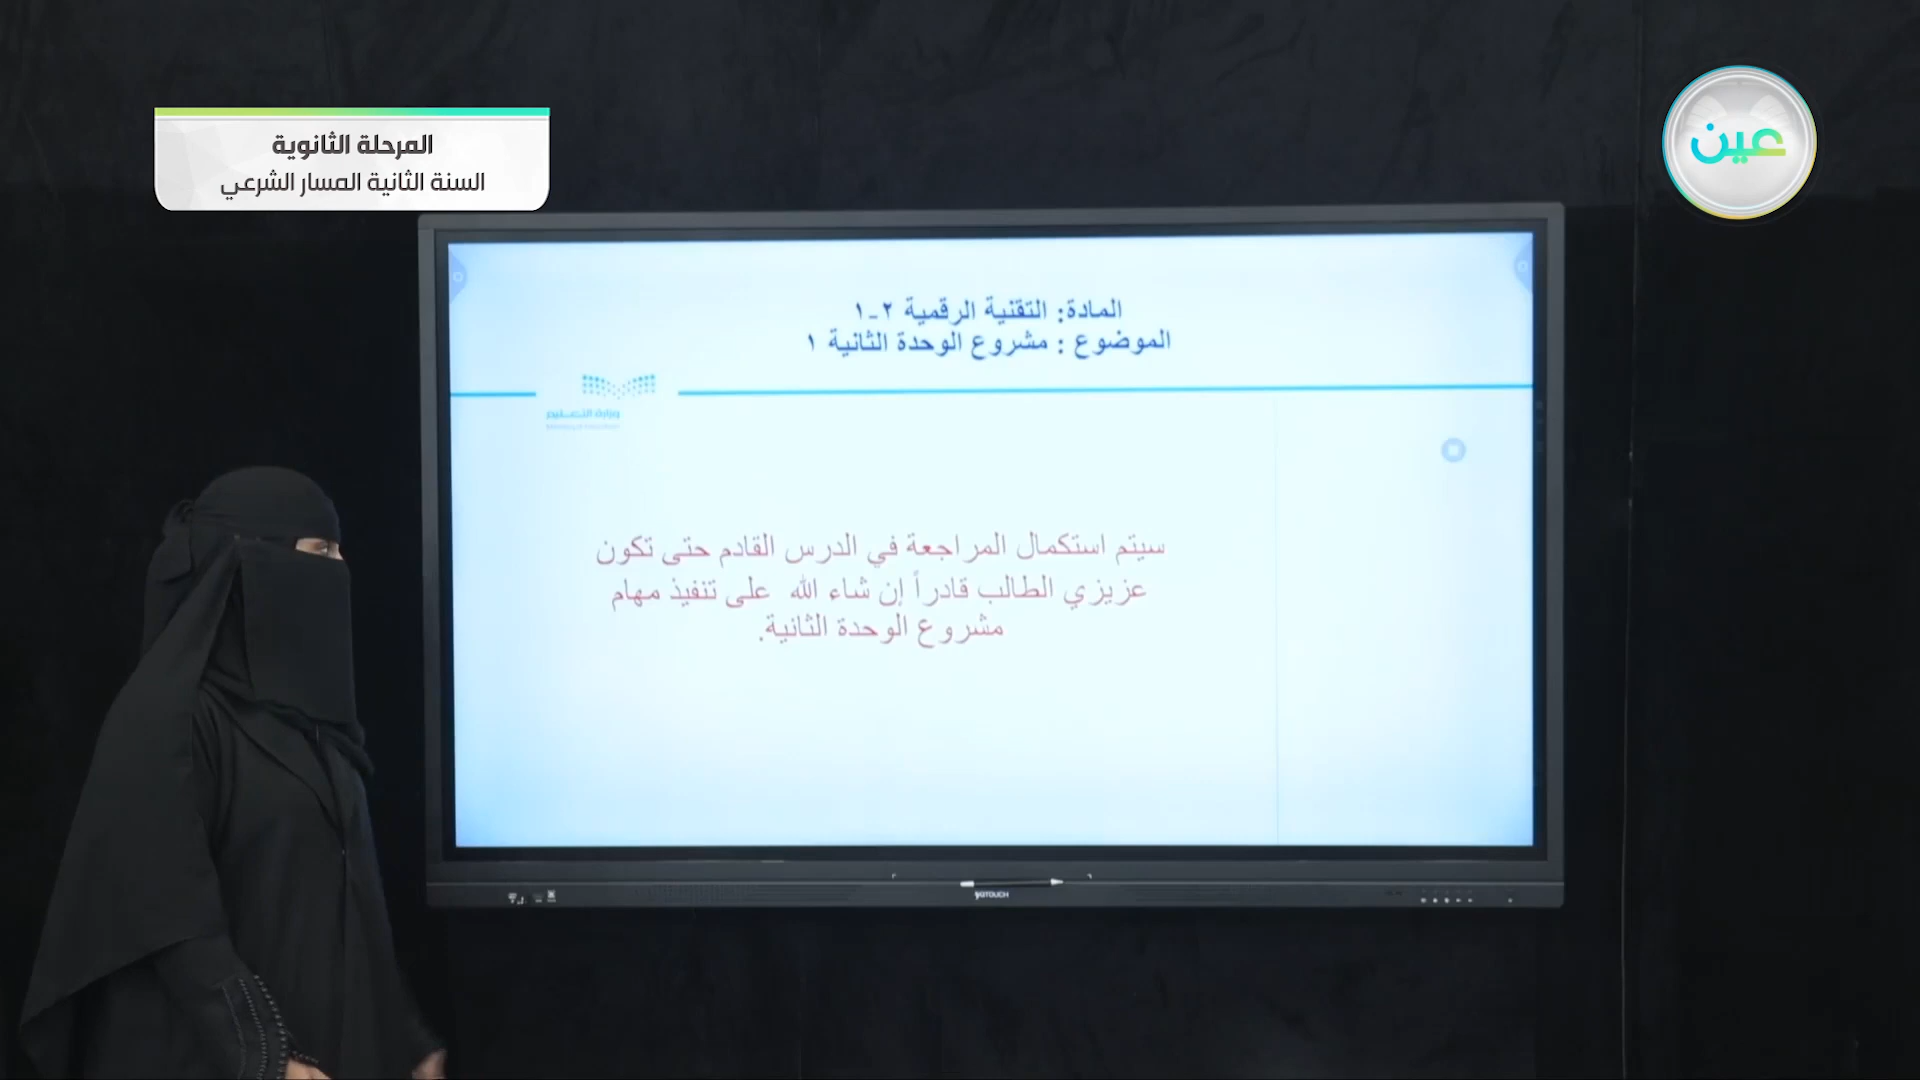 المرحلة الثانوية
السنة الثانية المسار الشرعي
عين
المادة: التقنية الرقمية ٢-١
الموضوع : مشروع الوحدة الثانية ١
وزارة التعليم
سيتم استكمال المراجعة في الدرس القادم حتى تكون
عزيزي الطالب قادراً إن شاء الله على تنفيذ مهام
مشروع الوحدة الثانية.